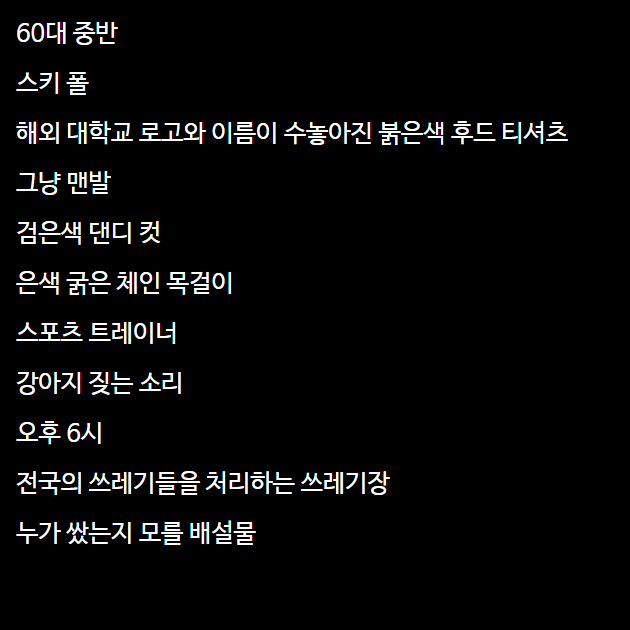 60대 중반
스키 폴
해외 대학교 로고와 이름이 수놓아진 붉은색 후드 티셔츠
그냥 맨발
검은색 댄디 컷
은색 굵은 체인 목걸이
스포츠 트레이너
강아지 짖는 소리
오후 6시
전국의 쓰레기들을 처리하는 쓰레기장
누가 쌌는지 모를 배설물